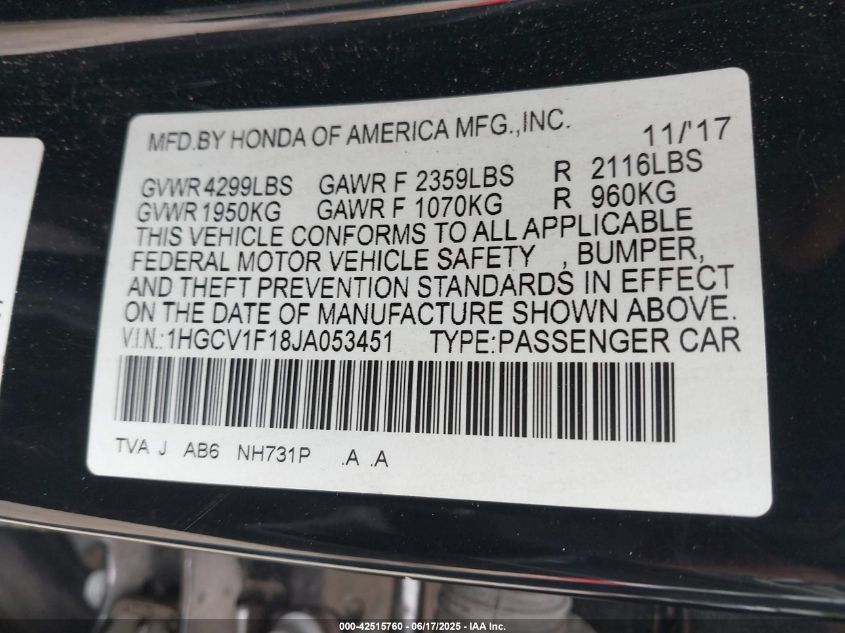 MFD.BY HONDA OF AMERICA MFG.,INC. 11/'17
GVWR 4299LBS GAWR F 2359LBS R 2116LBS
GVWR 1950KG GAWR F 1070KG R 960KG
THIS VEHICLE CONFORMS TO ALL APPLICABLE
FEDERAL MOTOR VEHICLE SAFETY , BUMPER,
AND THEFT PREVENTION STANDARDS IN EFFECT
ON THE DATE OF MANUFACTURE SHOWN ABOVE.
V.I.N.:1HGCV1F18JA053451 TYPE:PASSENGER CAR
TVA J AB6 NH731P .A .A
000-42515760 - 06/17/2025 - IAA Inc.